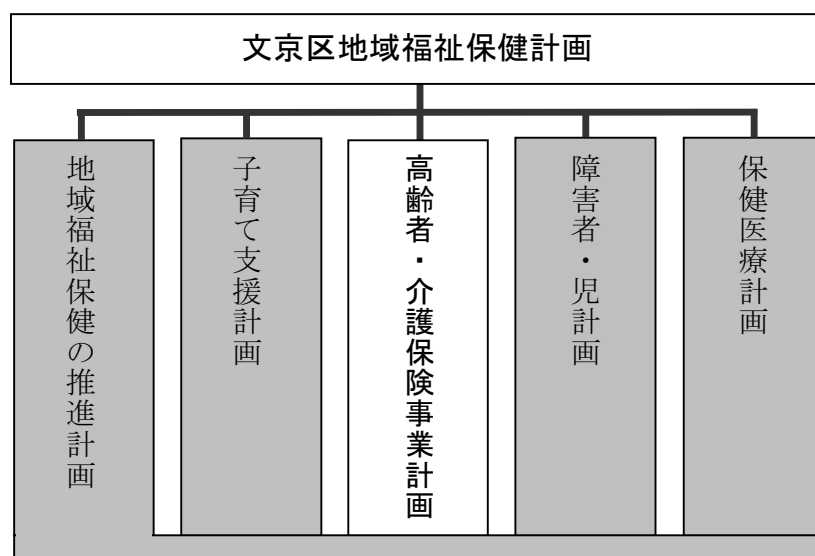 文京区地域福祉保健計画
地域福祉保健の推進計画
子育て支援計画
高齢者・介護保険事業計画
障害者・児計画
保健医療計画